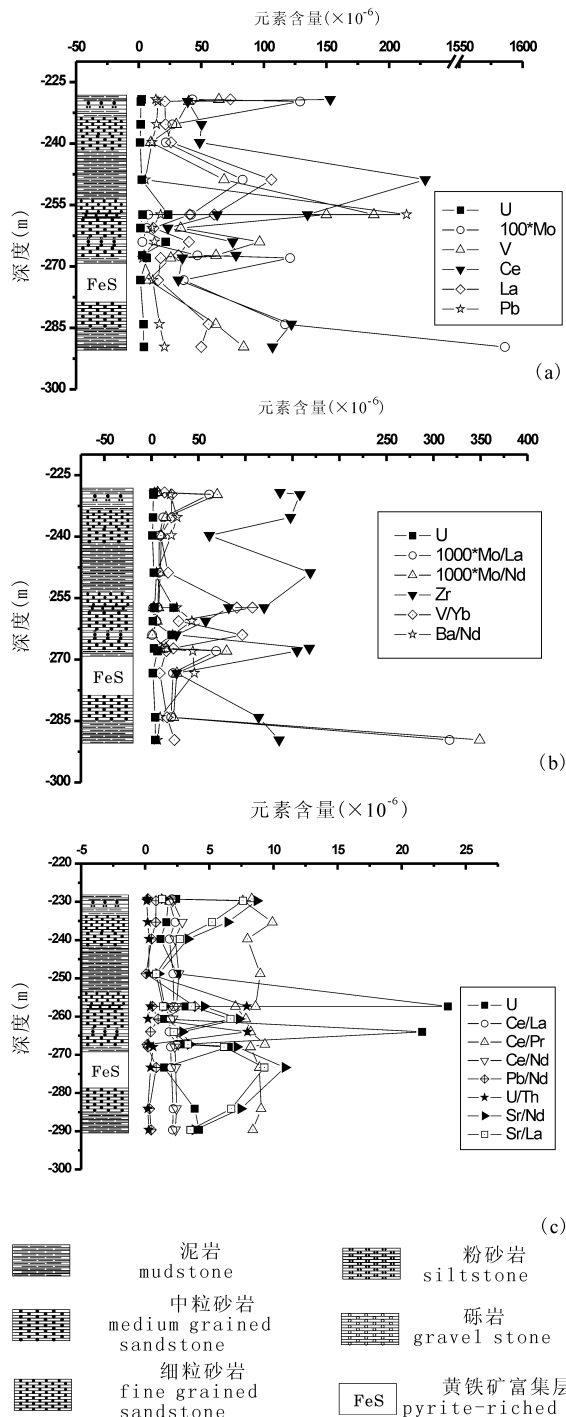 元素含量(×10⁻⁶)
-50 0 50 100 150 200 1550 1600
-225
-240
-255
-270
-285
-300
深度(m)
FeS
U
100*Mo
V
Ce
La
Pb
(a)
元素含量(×10⁻⁶)
-50 0 50 300 350 400
-225
-240
-255
-270
-285
-300
深度(m)
FeS
U
1000*Mo/La
1000*Mo/Nd
Zr
V/Yb
Ba/Nd
(b)
元素含量(×10⁻⁶)
-5 0 5 10 15 20 25
-220
-230
-240
-250
-260
-270
-280
-290
-300
深度(m)
FeS
U
Ce/La
Ce/Pr
Ce/Nd
Pb/Nd
U/Th
Sr/Nd
Sr/La
(c)
泥岩
mudstone
粉砂岩
siltstone
中粒砂岩
medium grained
sandstone
砾岩
gravel stone
细粒砂岩
fine grained
sandstone
FeS
黄铁矿富集层
pyrite-riched